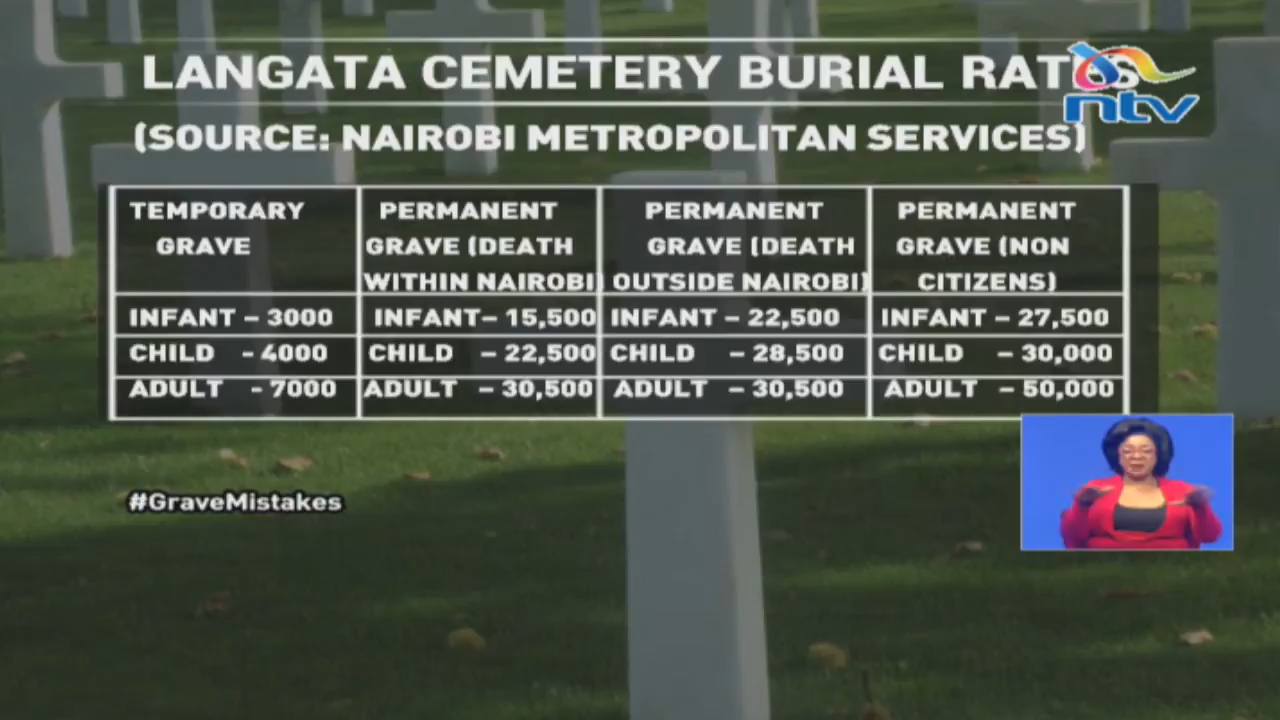 LANGATA CEMETERY BURIAL RATES
ntv
(SOURCE: NAIROBI METROPOLITAN SERVICES)
TEMPORARY GRAVE
PERMANENT GRAVE (DEATH WITHIN NAIROBI)
PERMANENT GRAVE (DEATH OUTSIDE NAIROBI)
PERMANENT GRAVE (NON CITIZENS)
INFANT – 3000 INFANT– 15,500 INFANT – 22,500 INFANT – 27,500
CHILD - 4000 CHILD – 22,500 CHILD – 28,500 CHILD – 30,000
ADULT - 7000 ADULT – 30,500 ADULT – 30,500 ADULT – 50,000
#GraveMistakes